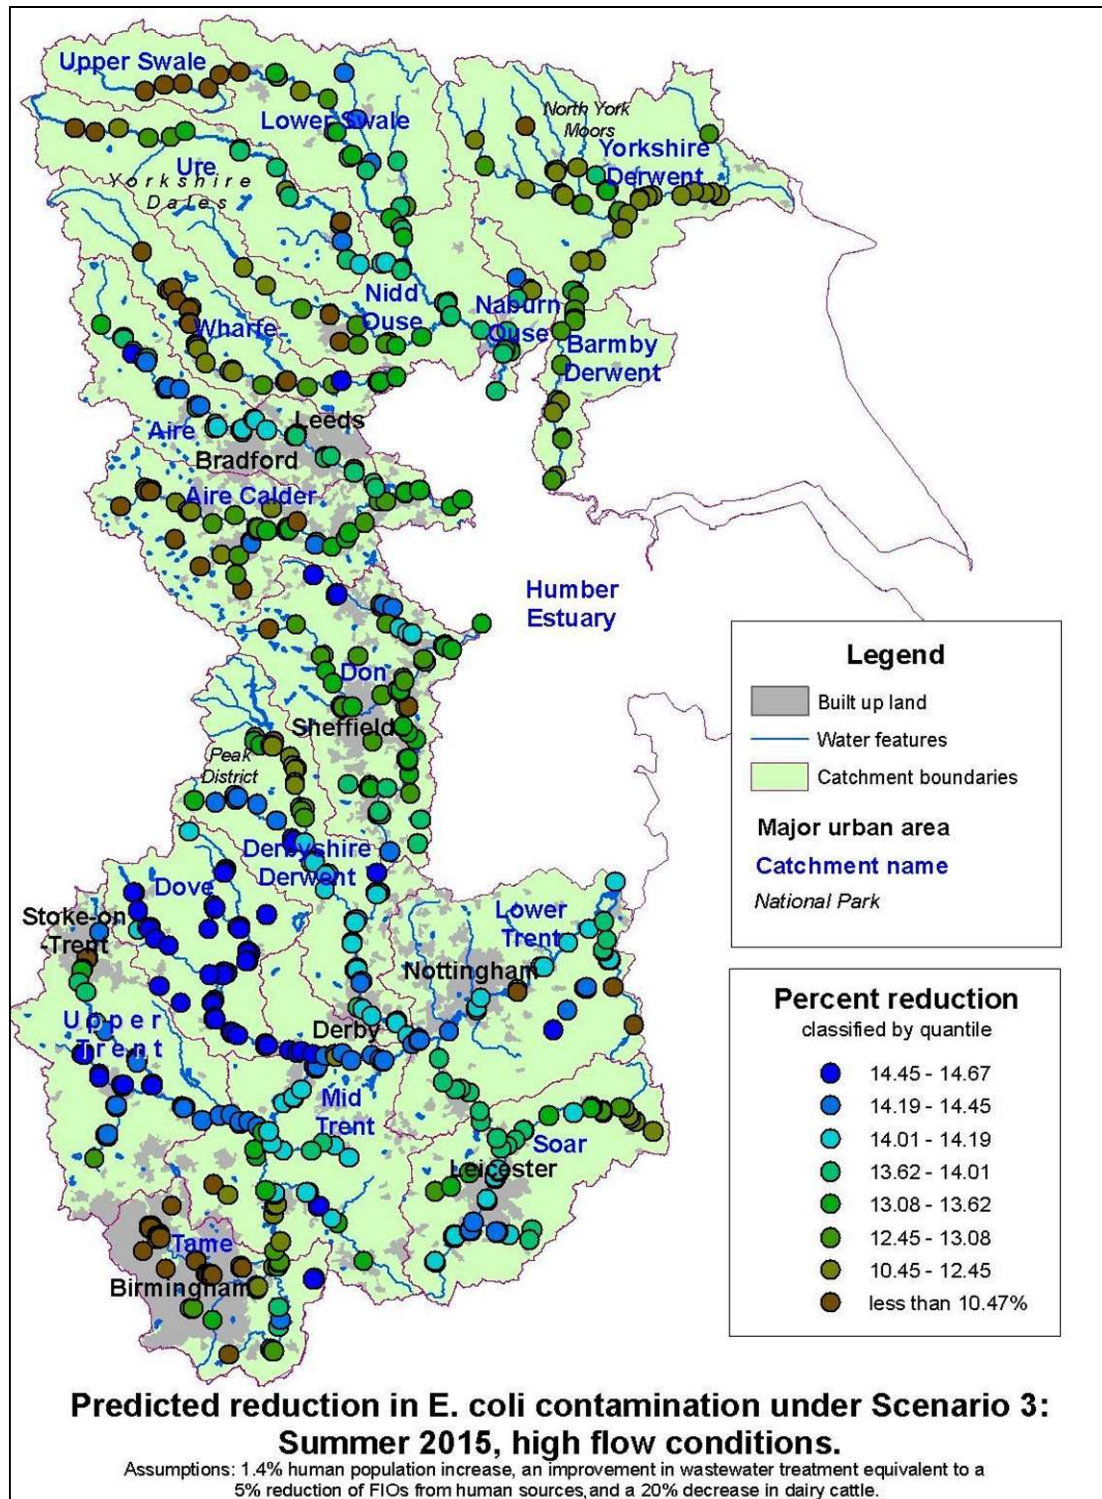 Upper Swale
Lower Swale
North York
Moors
Yorkshire
Derwent
Ure
Yorkshire
Dales
Nidd
Ouse
Naburn
Ouse
Wharfe
Barmby
Derwent
Leeds
Aire
Bradford
Aire Calder
Humber
Estuary
Don
Sheffield
Peak
District
Derbyshire
Derwent
Dove
Stoke-on
-Trent
Lower
Trent
Nottingham
Upper
Trent
Derby
Mid
Trent
Soar
Leicester
Tame
Birmingham
Legend
Built up land
Water features
Catchment boundaries
Major urban area
Catchment name
National Park
Percent reduction
classified by quantile
14.45 - 14.67
14.19 - 14.45
14.01 - 14.19
13.62 - 14.01
13.08 - 13.62
12.45 - 13.08
10.45 - 12.45
less than 10.47%
Predicted reduction in E. coli contamination under Scenario 3:
Summer 2015, high flow conditions.
Assumptions: 1.4% human population increase, an improvement in wastewater treatment equivalent to a
5% reduction of FIOs from human sources,and a 20% decrease in dairy cattle.